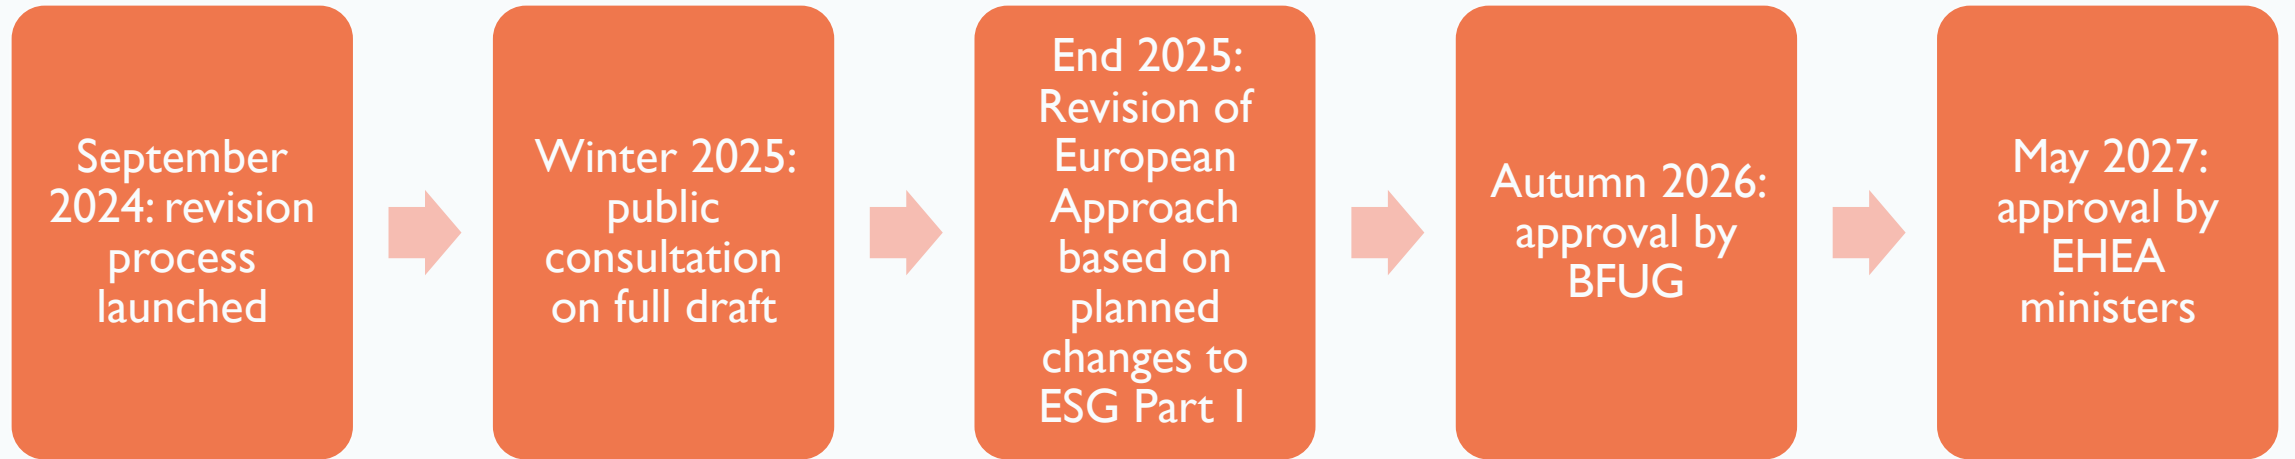 September
2024: revision
process
launched
Winter 2025:
public
consultation
on full draft
End 2025:
Revision of
European
Approach
based on
planned
changes to
ESG Part 1
Autumn 2026:
approval by
BFUG
May 2027:
approval by
EHEA
ministers